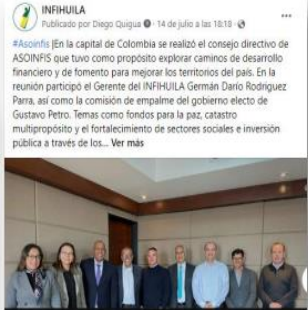 INFIHUILA
Publicado por Diego Quigua · 14 de julio a las 18:18 ·
#Asoinfis |En la capital de Colombia se realizó el consejo directivo de
ASOINFIS que tuvo como propósito explorar caminos de desarrollo
financiero y de fomento para mejorar los territorios del país. En la
reunión participó el Gerente del INFIHUILA Germán Darío Rodríguez
Parra, así como la comisión de empalme del gobierno electo de
Gustavo Petro. Temas como fondos para la paz, catastro
multipropósito y el fortalecimiento de sectores sociales e inversión
pública a través de los... Ver más